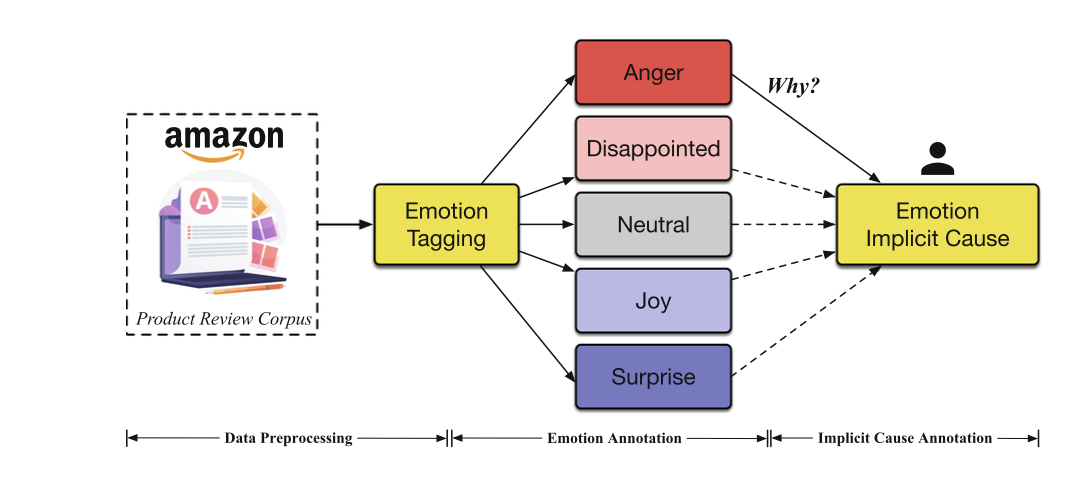 amazon
A
Product Review Corpus
Emotion
Tagging
Anger
Disappointed
Neutral
Joy
Surprise
Why?
Emotion
Implicit Cause
Data Preprocessing
Emotion Annotation
Implicit Cause Annotation